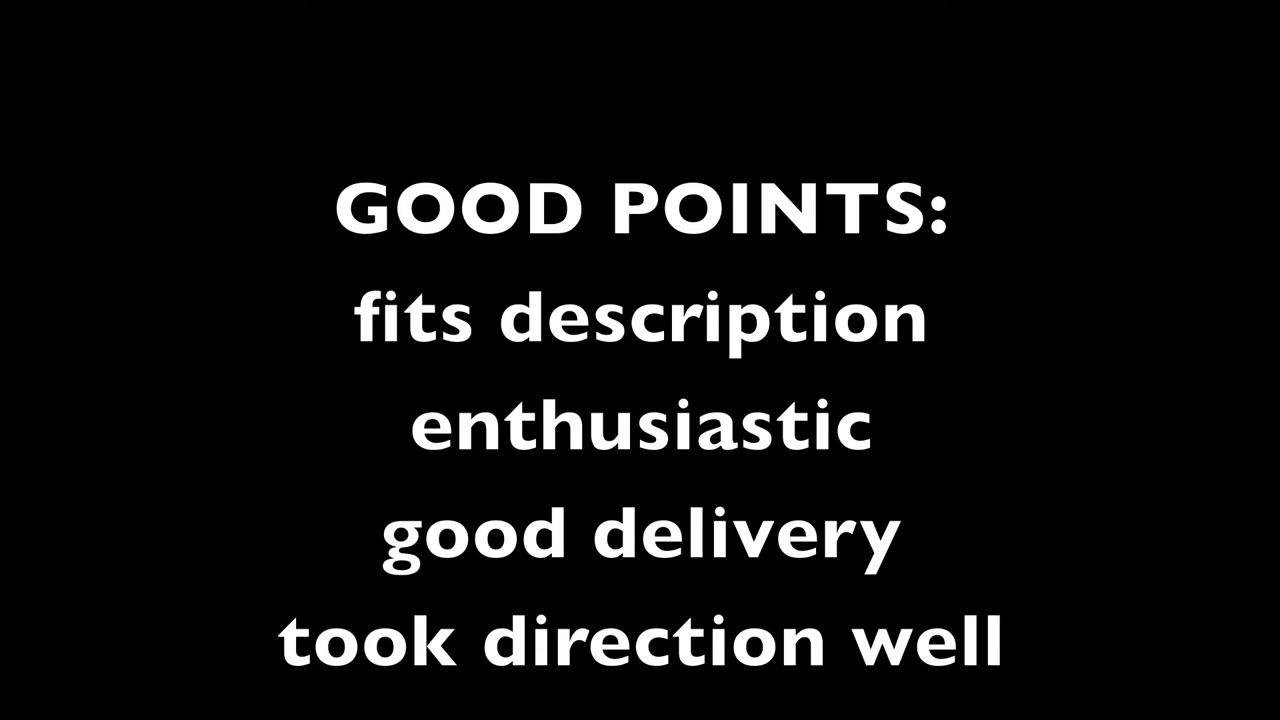 GOOD POINTS:
fits description
enthusiastic
good delivery
took direction well